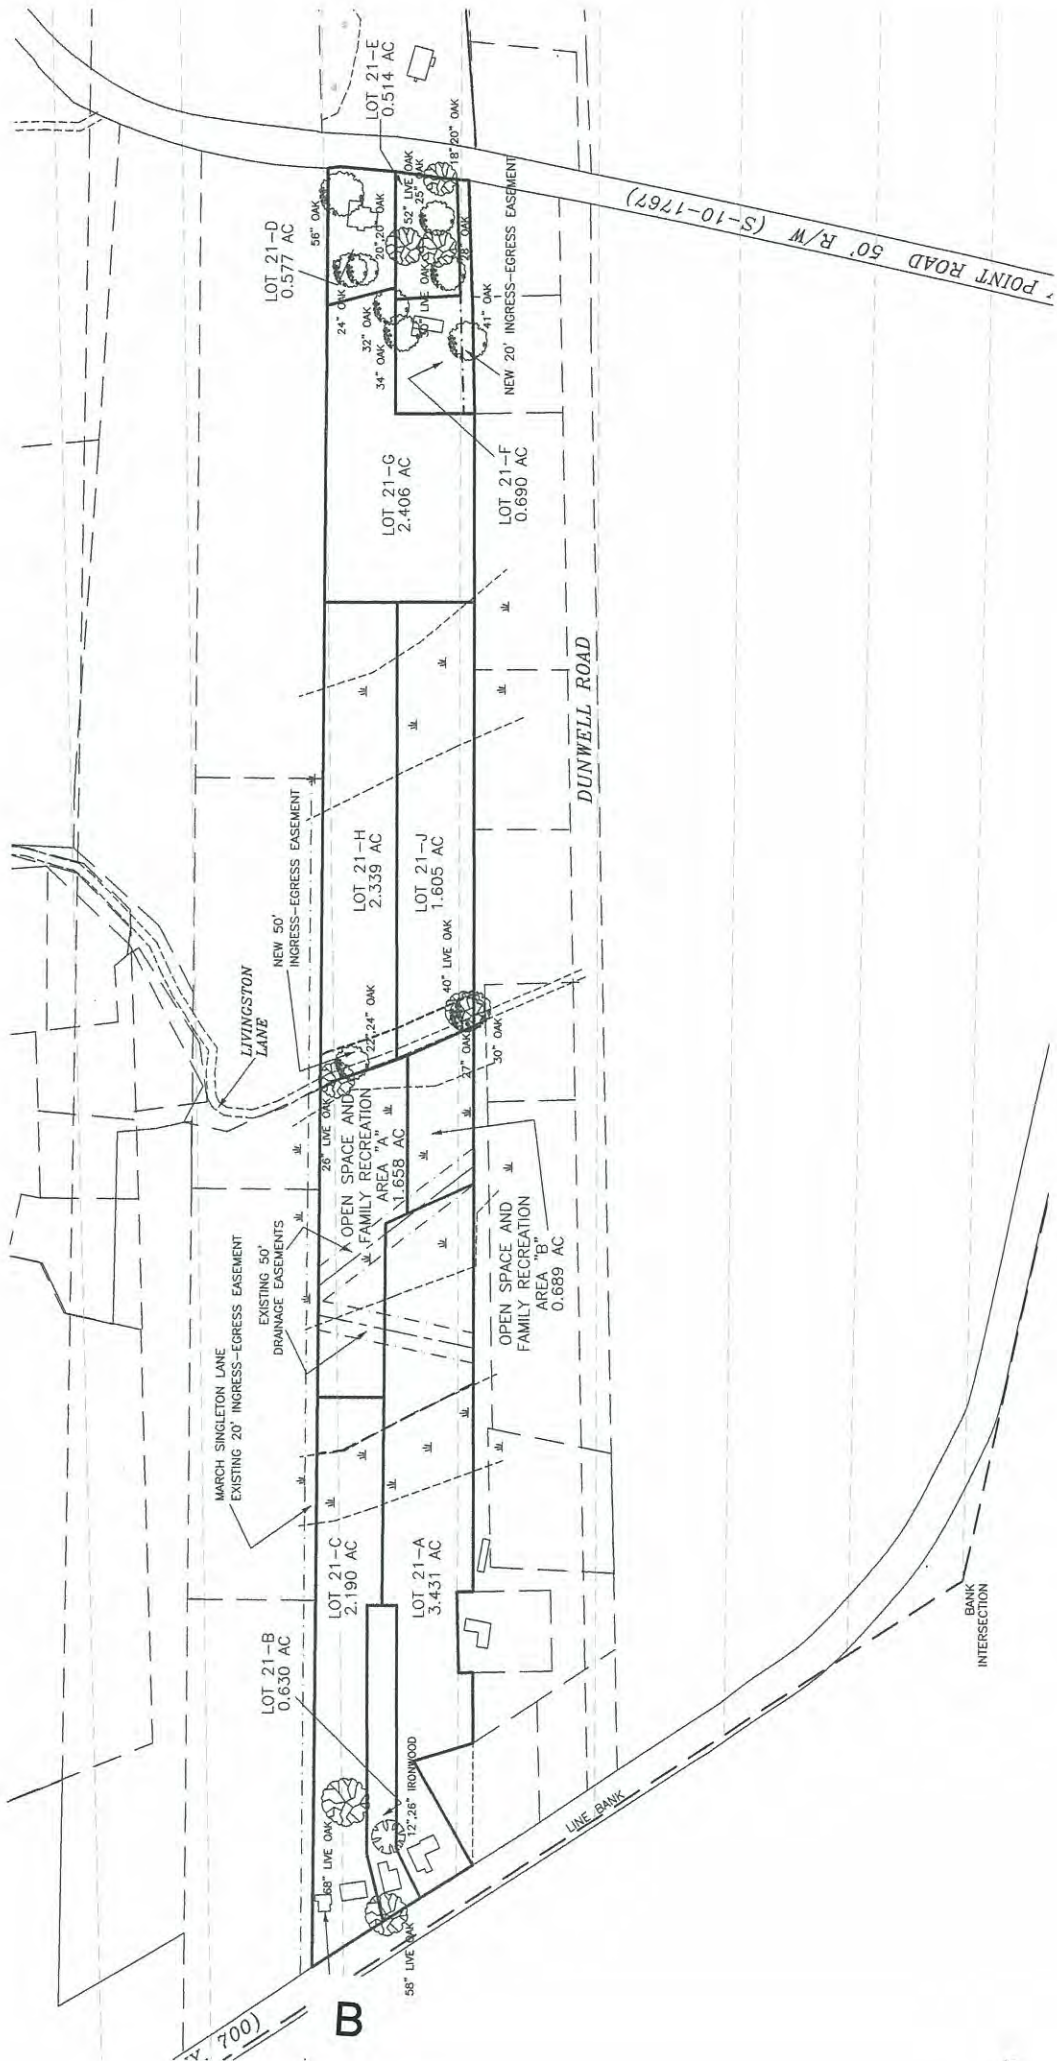 LOT 21-E
0.514 AC
LOT 21-D
0.577 AC
56" OAK
20",20" OAK
52" LIVE OAK
25" OAK
18" 20" OAK
28" OAK
24" OAK
32" OAK
34" OAK
30" LIVE OAK
41" OAK
NEW 20' INGRESS-EGRESS EASEMENT
POINT ROAD 50' R/W (S-10-1767)
LOT 21-G
2.406 AC
LOT 21-F
0.690 AC
DUNWELL ROAD
LOT 21-H
2.339 AC
LOT 21-J
1.605 AC
NEW 50'
INGRESS-EGRESS EASEMENT
LIVINGSTON
LANE
22",24" OAK
40" LIVE OAK
27" OAK
30" OAK
26" LIVE OAK
OPEN SPACE AND
FAMILY RECREATION
AREA "A"
1.658 AC
OPEN SPACE AND
FAMILY RECREATION
AREA "B"
0.689 AC
EXISTING 50'
DRAINAGE EASEMENTS
MARCH SINGLETON LANE
EXISTING 20' INGRESS-EGRESS EASEMENT
LOT 21-C
2.190 AC
LOT 21-A
3.431 AC
LOT 21-B
0.630 AC
12",26" IRONWOOD
68" LIVE OAK
58" LIVE OAK
LINE BANK
BANK
INTERSECTION
700)
B